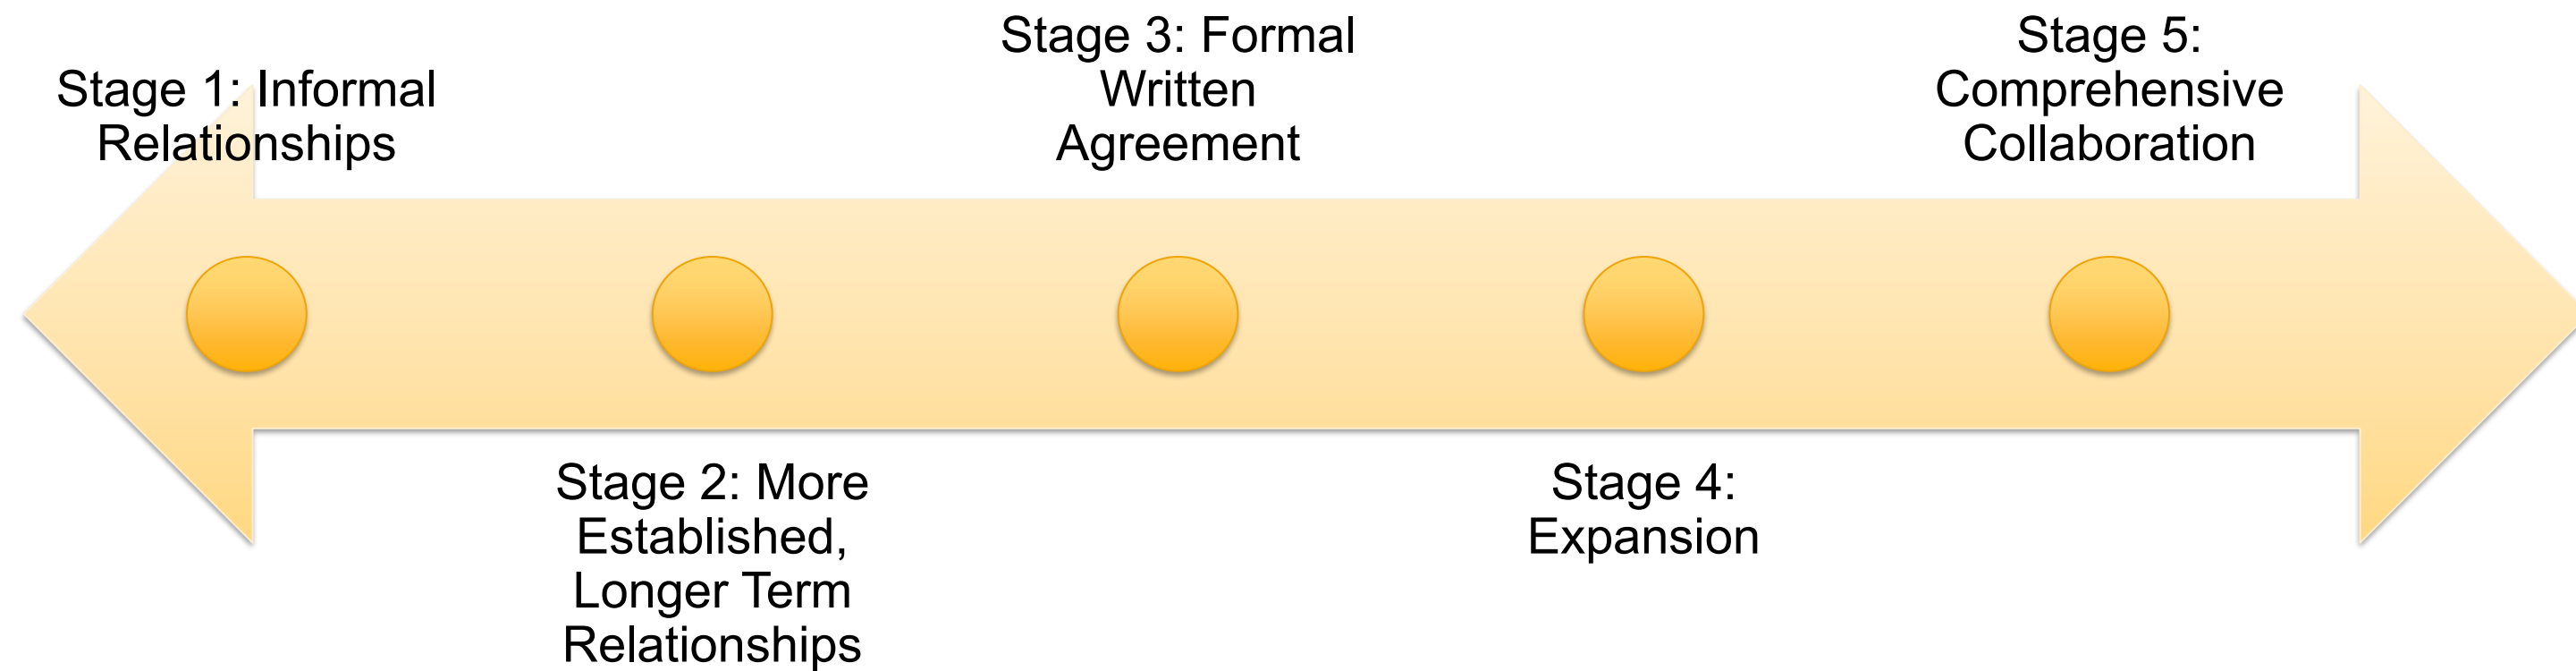 Stage 1: Informal
Relationships
Stage 2: More
Established,
Longer Term
Relationships
Stage 3: Formal
Written
Agreement
Stage 4:
Expansion
Stage 5:
Comprehensive
Collaboration